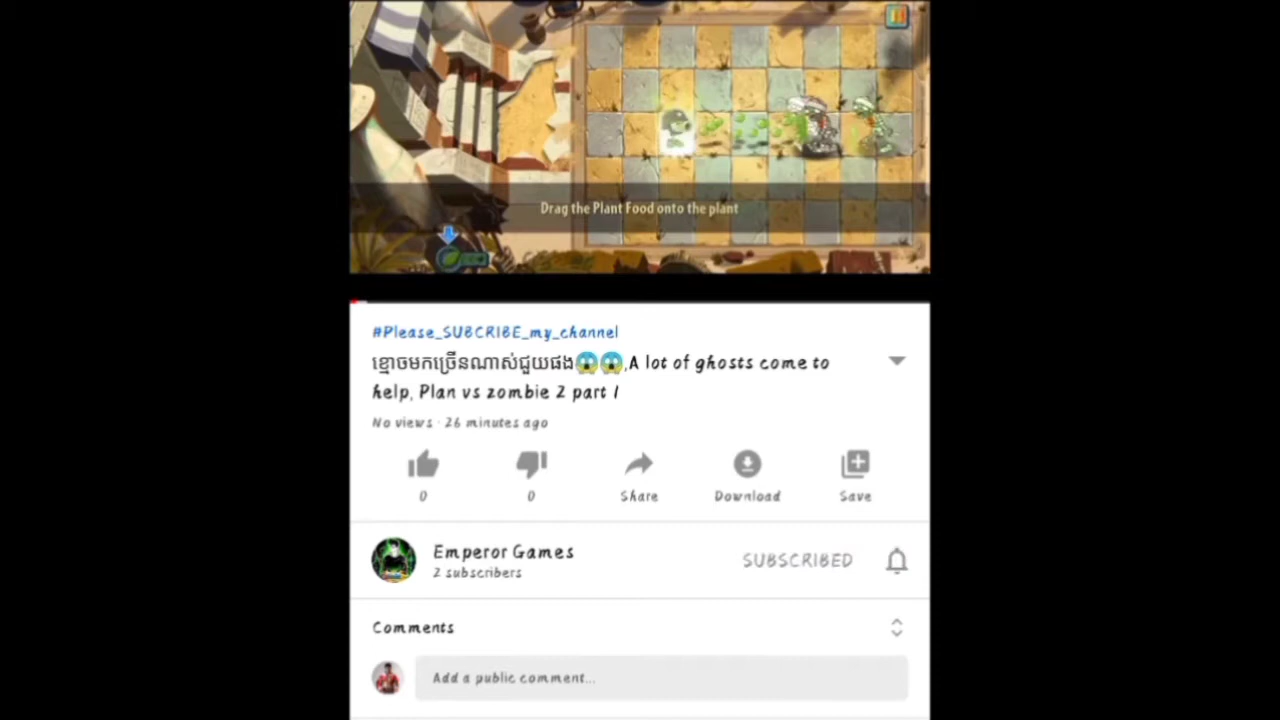 Drag the Plant Food onto the plant
#Please_SUBCRIBE_my_channel
ខ្មោចមកច្រើនណាស់ជួយផង😱😱,A lot of ghosts come to
help, Plan vs zombie 2 part 1
No views · 26 minutes ago
0 0 Share Download Save
Emperor Games
2 subscribers
SUBSCRIBED
Comments
Add a public comment...